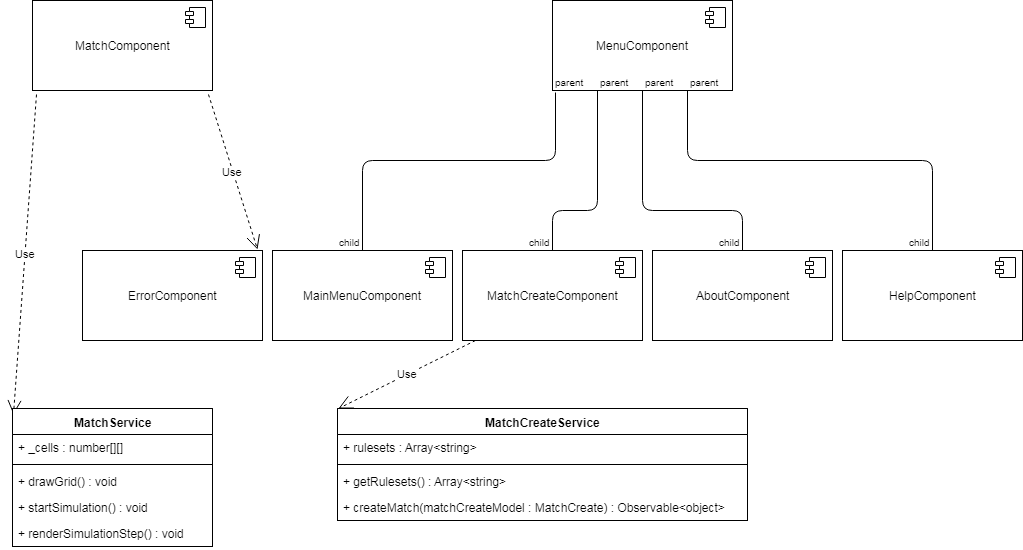 MatchComponent
MenuComponent
parent parent parent parent
Use
Use
child child child child
ErrorComponent
MainMenuComponent
MatchCreateComponent
AboutComponent
HelpComponent
Use
MatchService
+ _cells : number[][]
+ drawGrid() : void
+ startSimulation() : void
+ renderSimulationStep() : void
MatchCreateService
+ rulesets : Array<string>
+ getRulesets() : Array<string>
+ createMatch(matchCreateModel : MatchCreate) : Observable<object>